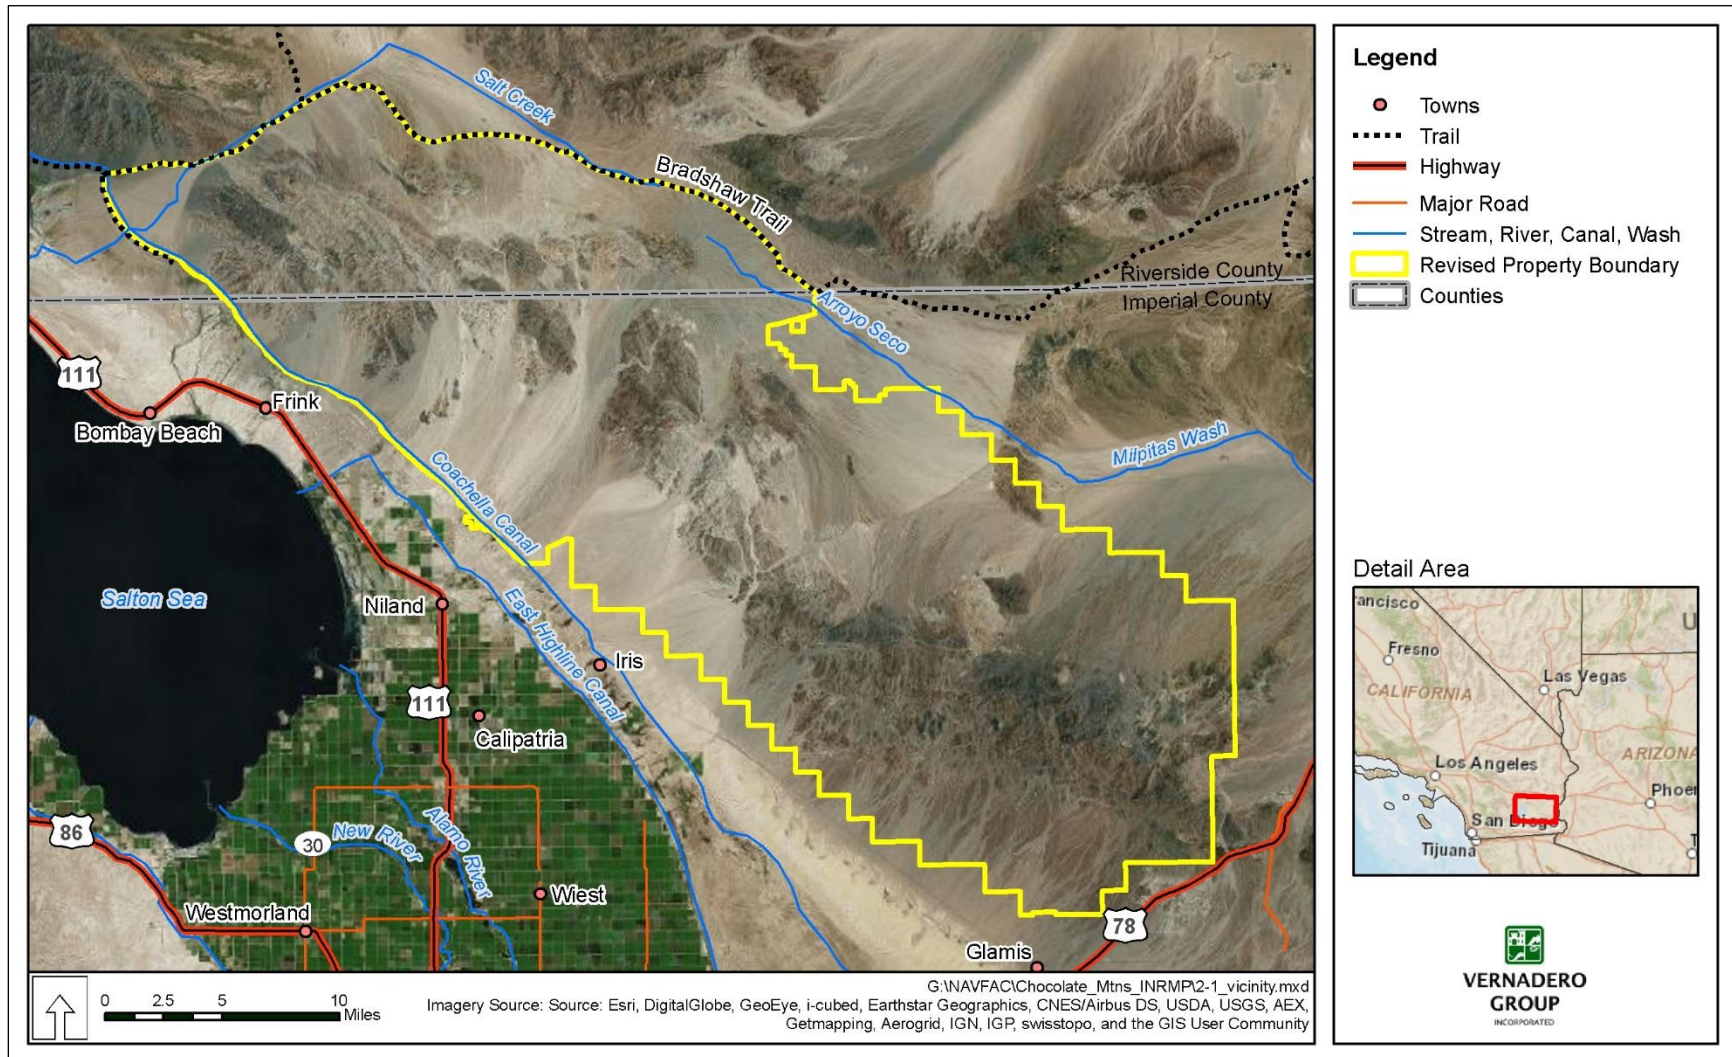 Salt Creek
Bradshaw Trail
Riverside County
Imperial County
Arroyo Seco
111
Frink
Bombay Beach
Milpitas Wash
Coachella Canal
Salton Sea
Niland
East Highline Canal
Iris
111
Calipatria
86
30
New River
Alamo River
Wiest
Westmorland
78
Glamis
0 2.5 5 10
Miles
G:\NAVFAC\Chocolate_Mtns_INRMP\2-1_vicinity.mxd
Imagery Source: Source: Esri, DigitalGlobe, GeoEye, i-cubed, Earthstar Geographics, CNES/Airbus DS, USDA, USGS, AEX,
Getmapping, Aerogrid, IGN, IGP, swisstopo, and the GIS User Community
Legend
Towns
Trail
Highway
Major Road
Stream, River, Canal, Wash
Revised Property Boundary
Counties
Detail Area
ancisco
U
Fresno
Las Vegas
CALIFORNIA
ARIZONA
Los Angeles
Phoen
San Diego
Tijuana
T
VERNADERO
GROUP
INCORPORATED